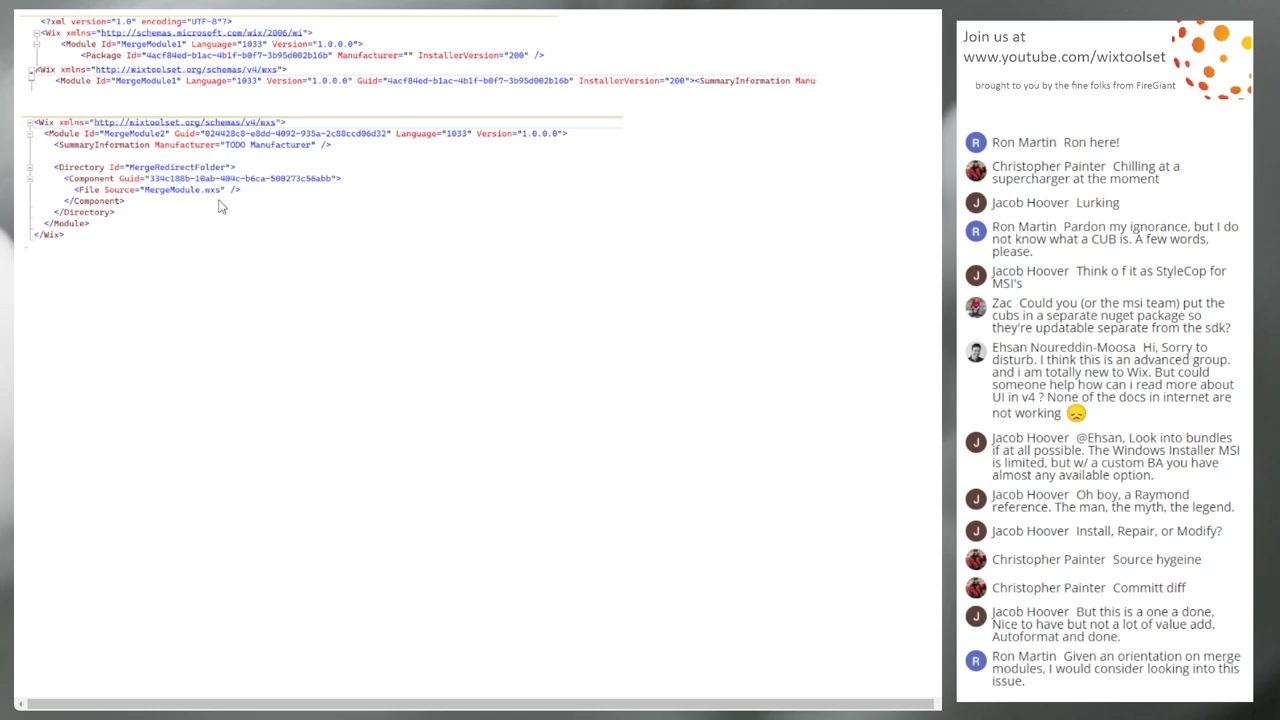 <?xml version="1.0" encoding="UTF-8"?>
<Wix xmlns="http://schemas.microsoft.com/wix/2006/wi">
<Module Id="MergeModule1" Language="1033" Version="1.0.0.0">
<Package Id="4acf84ed-b1ac-4b1f-b0f7-3b95d002b16b" Manufacturer="" InstallerVersion="200" />
<Wix xmlns="http://wixtoolset.org/schemas/v4/wxs">
<Module Id="MergeModule1" Language="1033" Version="1.0.0.0" Guid="4acf84ed-b1ac-4b1f-b0f7-3b95d002b16b" InstallerVersion="200"><SummaryInformation Manu
<Wix xmlns="http://wixtoolset.org/schemas/v4/wxs">
<Module Id="MergeModule2" Guid="024428c8-e8dd-4092-935a-2c88ccd06d32" Language="1033" Version="1.0.0.0">
<SummaryInformation Manufacturer="TODO Manufacturer" />
<Directory Id="MergeRedirectFolder">
<Component Guid="334c188b-10ab-404c-b6ca-500273c56abb">
<File Source="MergeModule.wxs" />
</Component>
</Directory>
</Module>
</Wix>
Join us at
www.youtube.com/wixtoolset
brought to you by the fine folks from FireGiant
R Ron Martin Ron here!
Christopher Painter Chilling at a
supercharger at the moment
J Jacob Hoover Lurking
R Ron Martin Pardon my ignorance, but I do
not know what a CUB is. A few words,
please.
J Jacob Hoover Think o f it as StyleCop for
MSI's
Zac Could you (or the msi team) put the
cubs in a separate nuget package so
they're updatable separate from the sdk?
Ehsan Noureddin-Moosa Hi, Sorry to
disturb. I think this is an advanced group.
and i am totally new to Wix. But could
someone help how can i read more about
UI in v4 ? None of the docs in internet are
not working 😞
J Jacob Hoover @Ehsan, Look into bundles
if at all possible. The Windows Installer MSI
is limited, but w/ a custom BA you have
almost any available option.
J Jacob Hoover Oh boy, a Raymond
reference. The man, the myth, the legend.
J Jacob Hoover Install, Repair, or Modify?
Christopher Painter Source hygeine
Christopher Painter Committ diff
J Jacob Hoover But this is a one a done.
Nice to have but not a lot of value add.
Autoformat and done.
R Ron Martin Given an orientation on merge
modules, I would consider looking into this
issue.